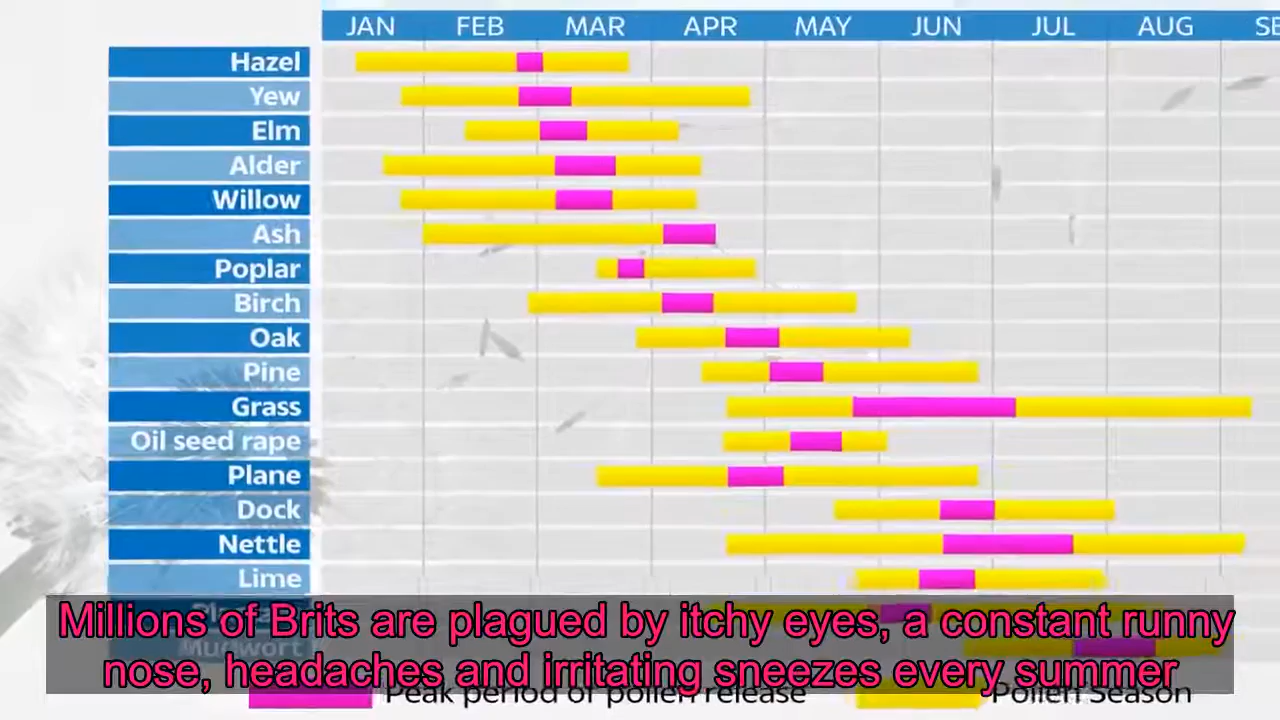 JAN FEB MAR APR MAY JUN JUL AUG SE
Hazel
Yew
Elm
Alder
Willow
Ash
Poplar
Birch
Oak
Pine
Grass
Oil seed rape
Plane
Dock
Nettle
Lime
Mugwort
Millions of Brits are plagued by itchy eyes, a constant runny
nose, headaches and irritating sneezes every summer
Peak period of pollen release Pollen Season